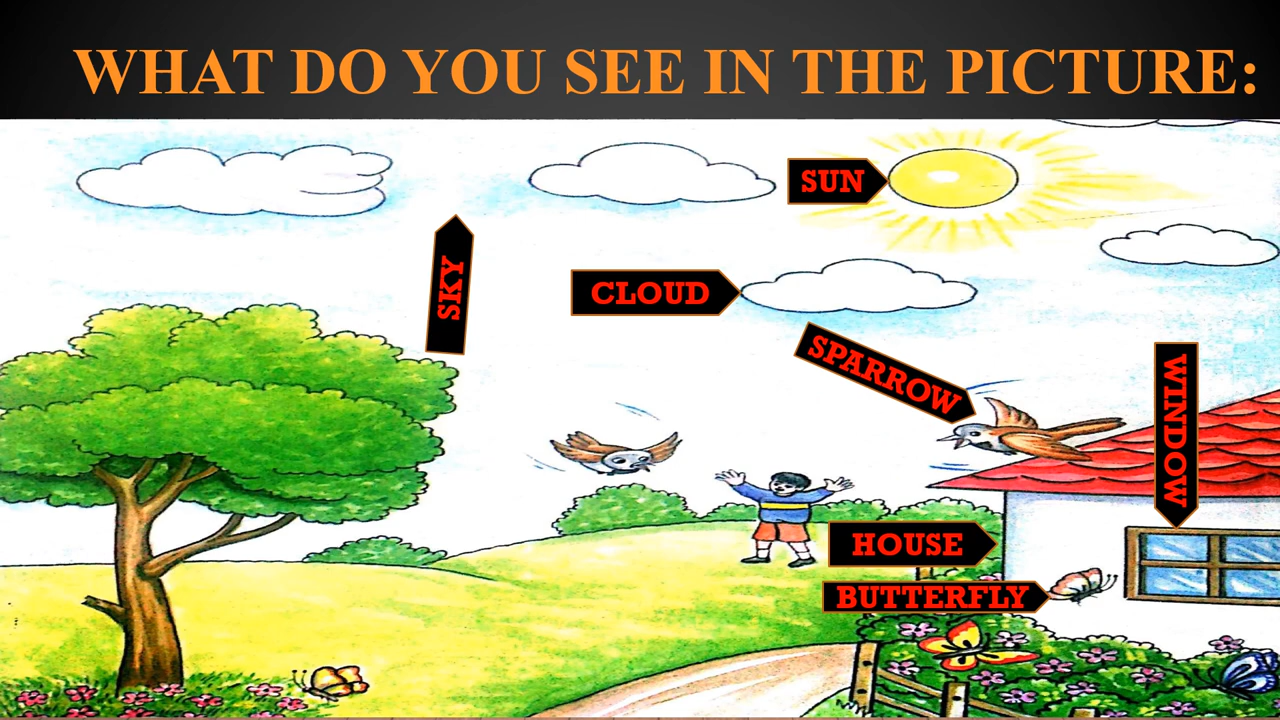 WHAT DO YOU SEE IN THE PICTURE:
SUN
SKY
CLOUD
SPARROW
WINDOW
HOUSE
BUTTERFLY